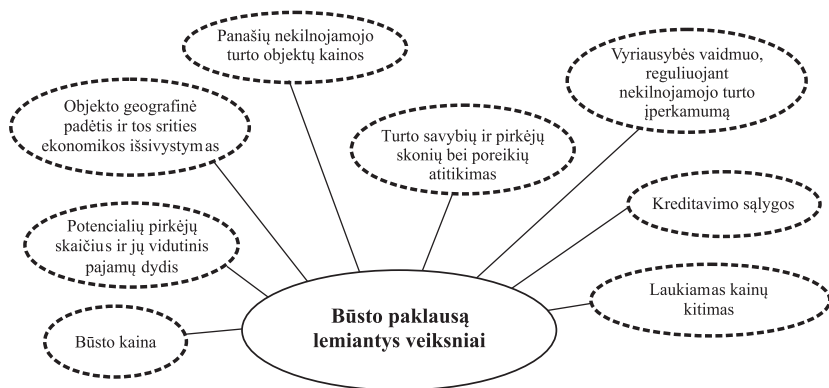 Panašių nekilnojamojo
turto objektų kainos
Vyriausybės vaidmuo,
reguliuojant
nekilnojamojo turto
įperkamumą
Objekto geografinė
padėtis ir tos srities
ekonomikos išsivystymas
Turto savybių ir pirkėjų
skonių bei poreikių
atitikimas
Kreditavimo sąlygos
Potencialių pirkėjų
skaičius ir jų vidutinis
pajamų dydis
Laukiamas kainų
kitimas
Būsto kaina
Būsto paklausą
lemiantys veiksniai